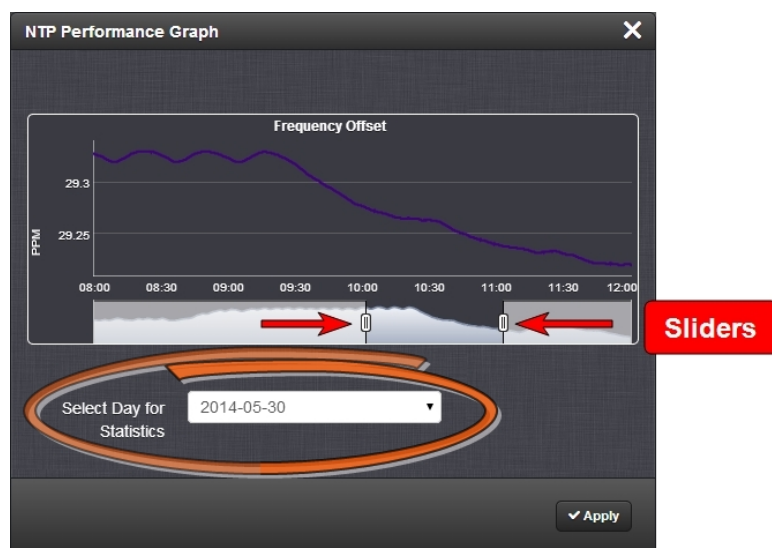 NTP Performance Graph
Frequency Offset
29.3
29.25
PPM
08:00 08:30 09:00 09:30 10:00 10:30 11:00 11:30 12:00
Sliders
Select Day for
Statistics
2014-05-30
Apply